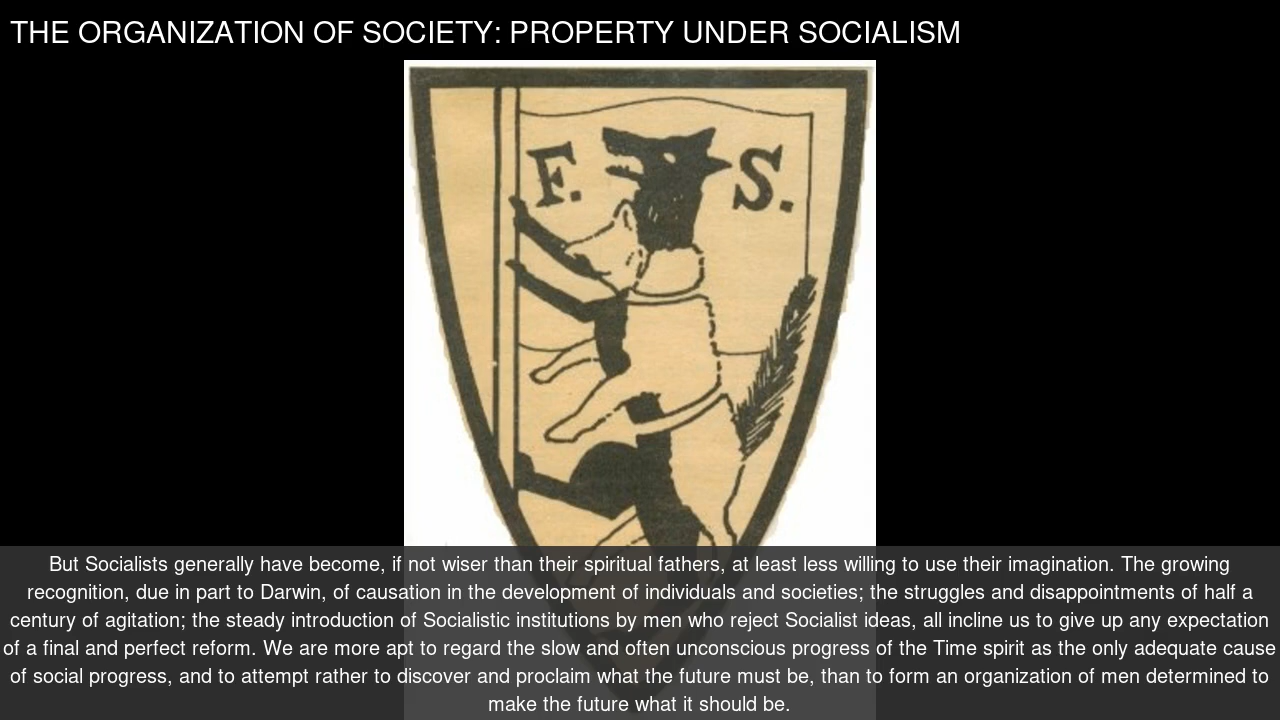 THE ORGANIZATION OF SOCIETY: PROPERTY UNDER SOCIALISM
F. S.
But Socialists generally have become, if not wiser than their spiritual fathers, at least less willing to use their imagination. The growing
recognition, due in part to Darwin, of causation in the development of individuals and societies; the struggles and disappointments of half a
century of agitation; the steady introduction of Socialistic institutions by men who reject Socialist ideas, all incline us to give up any expectation
of a final and perfect reform. We are more apt to regard the slow and often unconscious progress of the Time spirit as the only adequate cause
of social progress, and to attempt rather to discover and proclaim what the future must be, than to form an organization of men determined to
make the future what it should be.